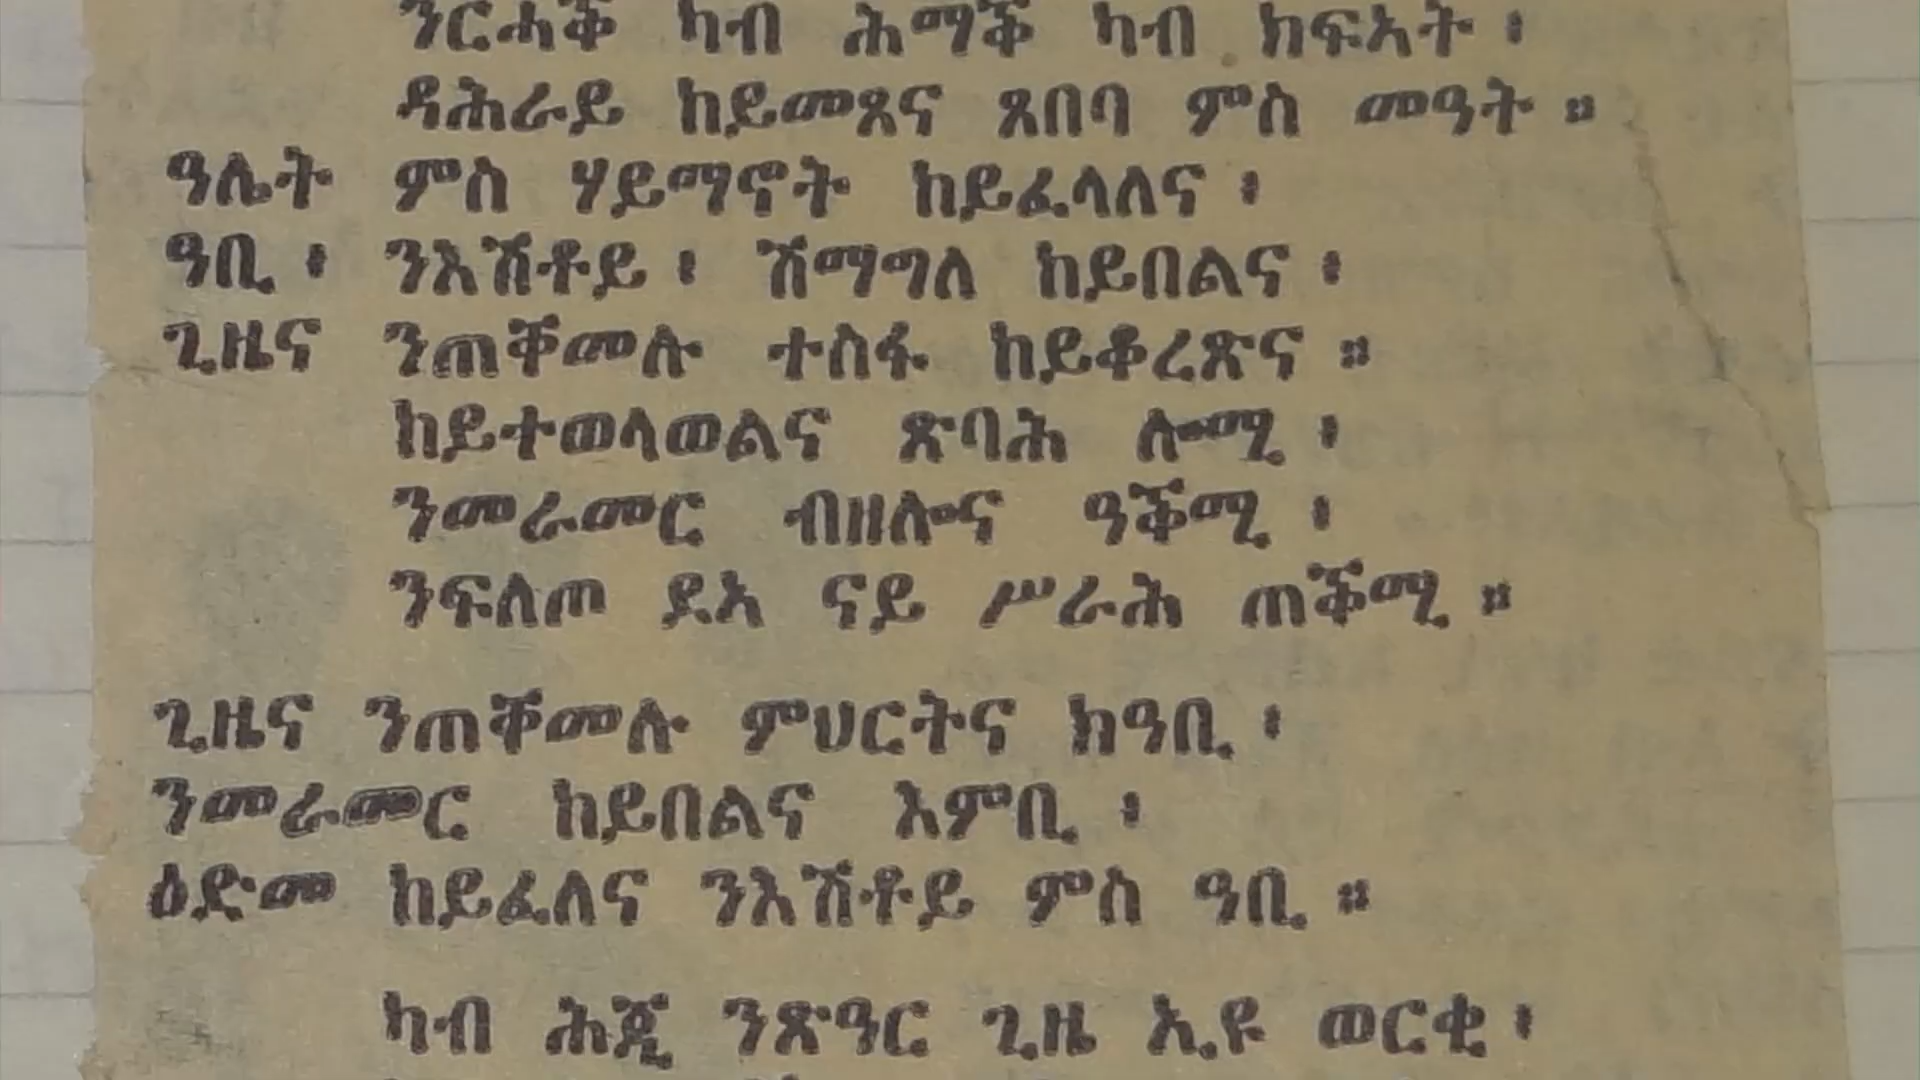 ንርሓቕ ካብ ሕማቕ ካብ ክፍኣት ፡
ዳሕራይ ከይመጸና ጸበባ ምስ መዓት ።
ዓሌት ምስ ሃይማኖት ከይፈላለና ፡
ዓቢ ፡ ንእሽቶይ ፡ ሽማግለ ከይበልና ፡
ጊዜና ንጠቐመሉ ተስፋ ከይቆረጽና ።
ከይተወላወልና ጽባሕ ሎሚ ፡
ንመራመር ብዘሎና ዓቕሚ ፡
ንፍለጦ ደኣ ናይ ሥራሕ ጠቕሚ ።
ጊዜና ንጠቐመሉ ምህርትና ክዓቢ ፡
ንመራመር ከይበልና እምቢ ፡
ዕድመ ከይፈለና ንእሽቶይ ምስ ዓቢ ።
ካብ ሕጂ ንጽዓር ጊዜ ኢዩ ወርቂ ፡